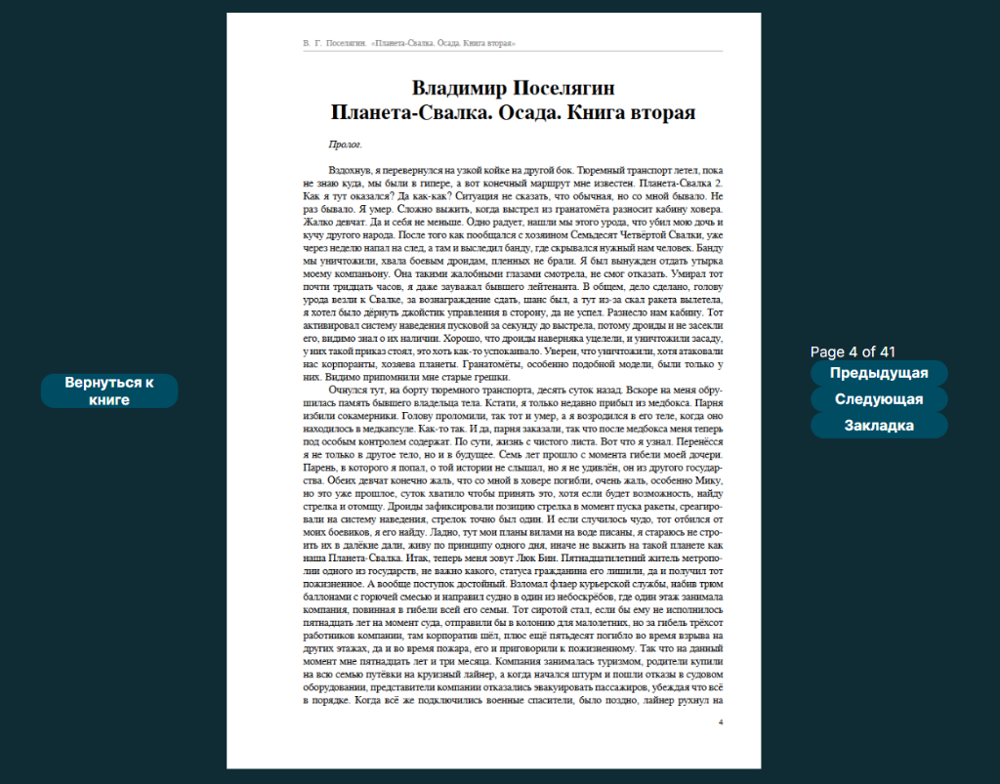 В. Г. Поселягин. «Планета-Свалка. Осада. Книга вторая»
Владимир Поселягин
Планета-Свалка. Осада. Книга вторая
Пролог.
Вздохнув, я перевернулся на узкой койке на другой бок. Тюремный транспорт летел, пока
не знаю куда, мы были в гипере, а вот конечный маршрут мне известен. Планета-Свалка 2.
Как я тут оказался? Да как-как? Ситуация не сказать, что обычная, но со мной бывало. Не
раз бывало. Я умер. Сложно выжить, когда выстрел из гранатомёта разносит кабину ховера.
Жалко девчат. Да и себя не меньше. Одно радует, нашли мы этого урода, что убил мою дочь и
кучу другого народа. После того как пообщался с хозяином Семьдесят Четвёртой Свалки, уже
через неделю напал на след, а там и выследил банду, где скрывался нужный нам человек. Банду
мы уничтожили, хвала боевым дроидам, пленных не брали. Я был вынужден отдать утырка
моему компаньону. Она такими жалобными глазами смотрела, не смог отказать. Умирал тот
почти тридцать часов, я даже зауважал бывшего лейтенанта. В общем, дело сделано, голову
урода везли к Свалке, за вознаграждение сдать, шанс был, а тут из-за скал ракета вылетела,
я хотел было дёрнуть джойстик управления в сторону, да не успел. Разнесло нам кабину. Тот
активировал систему наведения пусковой за секунду до выстрела, потому дроиды и не засекли
его, видимо знал о их наличии. Хорошо, что дроиды наверняка уцелели, и уничтожили засаду,
у них такой приказ стоял, это хоть как-то успокаивало. Уверен, что уничтожили, хотя атаковали
нас корпоранты, хозяева планеты. Гранатомёты, особенно подобной модели, были только у
них. Видимо припомнили мне старые грешки.
Очнулся тут, на борту тюремного транспорта, десять суток назад. Вскоре на меня обру-
шилась память бывшего владельца тела. Кстати, я только недавно прибыл из медбокса. Парня
избили сокамерники. Голову проломили, так тот и умер, а я возродился в его теле, когда оно
находилось в медкапсуле. Как-то так. И да, парня заказали, так что после медбокса меня теперь
под особым контролем содержат. По сути, жизнь с чистого листа. Вот что я узнал. Перенёсся
я не только в другое тело, но и в будущее. Семь лет прошло с момента гибели моей дочери.
Парень, в которого я попал, о той истории не слышал, но я не удивлён, он из другого государ-
ства. Обеих девчат конечно жаль, что со мной в ховере погибли, очень жаль, особенно Мику,
но это уже прошлое, суток хватило чтобы принять это, хотя если будет возможность, найду
стрелка и отомщу. Дроиды зафиксировали позицию стрелка в момент пуска ракеты, среагиро-
вали на систему наведения, стрелок точно был один. И если случилось чудо, тот отбился от
моих боевиков, я его найду. Ладно, тут мои планы вилами на воде писаны, я стараюсь не стро-
ить их в далёкие дали, живу по принципу одного дня, иначе не выжить на такой планете как
наша Планета-Свалка. Итак, теперь меня зовут Люк Бин. Пятнадцатилетний житель метропо-
лии одного из государств, не важно какого, статуса гражданина его лишили, да и получил тот
пожизненное. А вообще поступок достойный. Взломал флаер курьерской службы, набив трюм
баллонами с горючей смесью и направил судно в один из небоскрёбов, где один этаж занимала
компания, повинная в гибели всей его семьи. Тот сиротой стал, если бы ему не исполнилось
пятнадцать лет на момент суда, отправили бы в колонию для малолетних, но за гибель трёхсот
работников компании, там корпоратив шёл, плюс ещё пятьдесят погибло во время взрыва на
других этажах, да и во время пожара, его и приговорили к пожизненному. Так что на данный
момент мне пятнадцать лет и три месяца. Компания занималась туризмом, родители купили
на всю семью путёвки на круизный лайнер, а когда начался штурм и пошли отказы в судовом
оборудовании, представители компании отказались эвакуировать пассажиров, убеждая что всё
в порядке. Когда всё же подключились военные спасители, было поздно, лайнер рухнул на
4
Вернуться к
книге
Page 4 of 41
Предыдущая
Следующая
Закладка